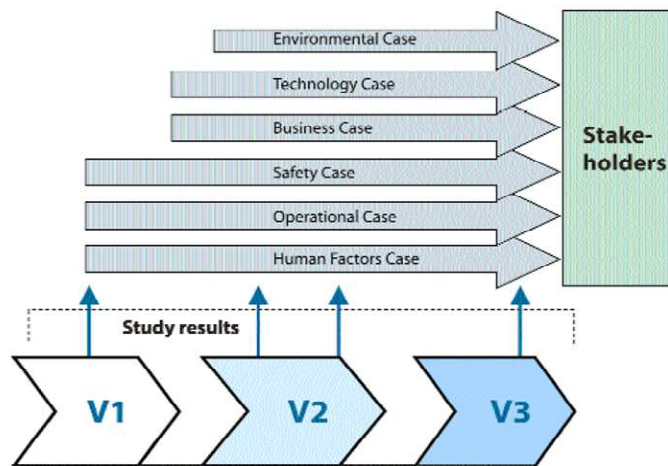 Environmental Case
Technology Case
Business Case
Safety Case
Operational Case
Human Factors Case
Stake-
holders
Study results
V1
V2
V3